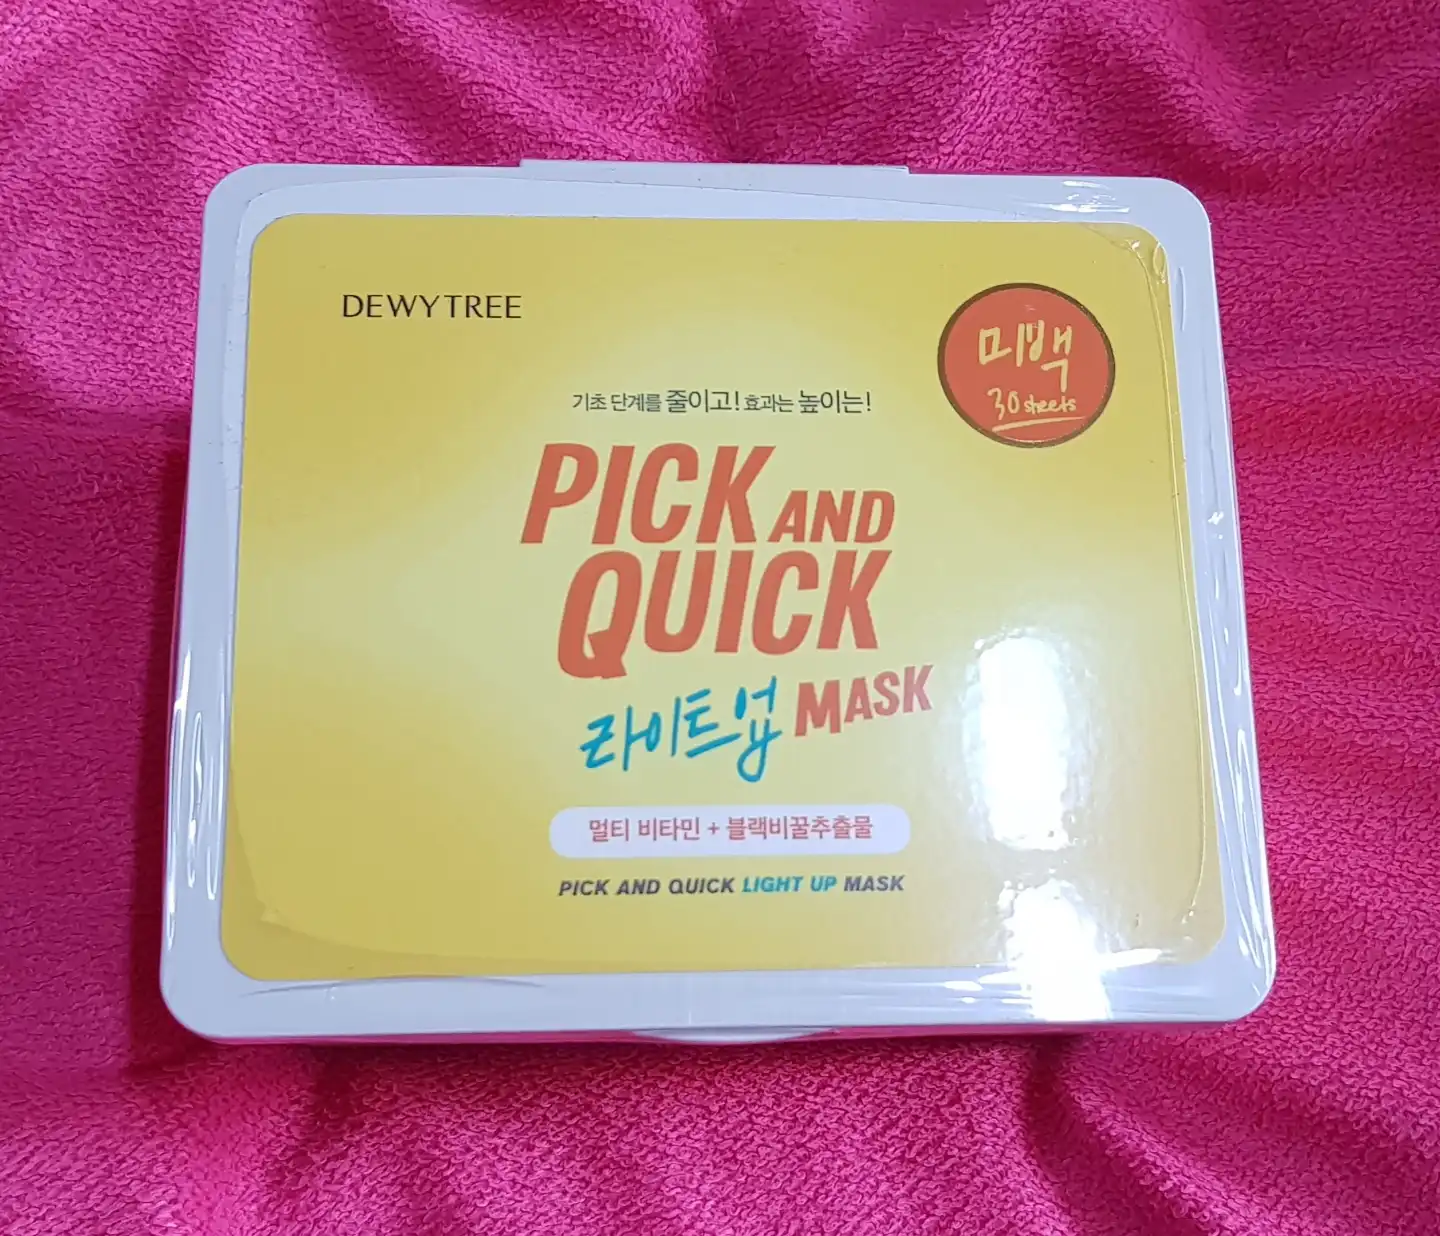 DEWYTREE
미백
30 sheets
기초 단계를 줄이고! 효과는 높이는!
PICK AND
QUICK
라이트업 MASK
멀티 비타민 + 블랙비꿀추출물
PICK AND QUICK LIGHT UP MASK